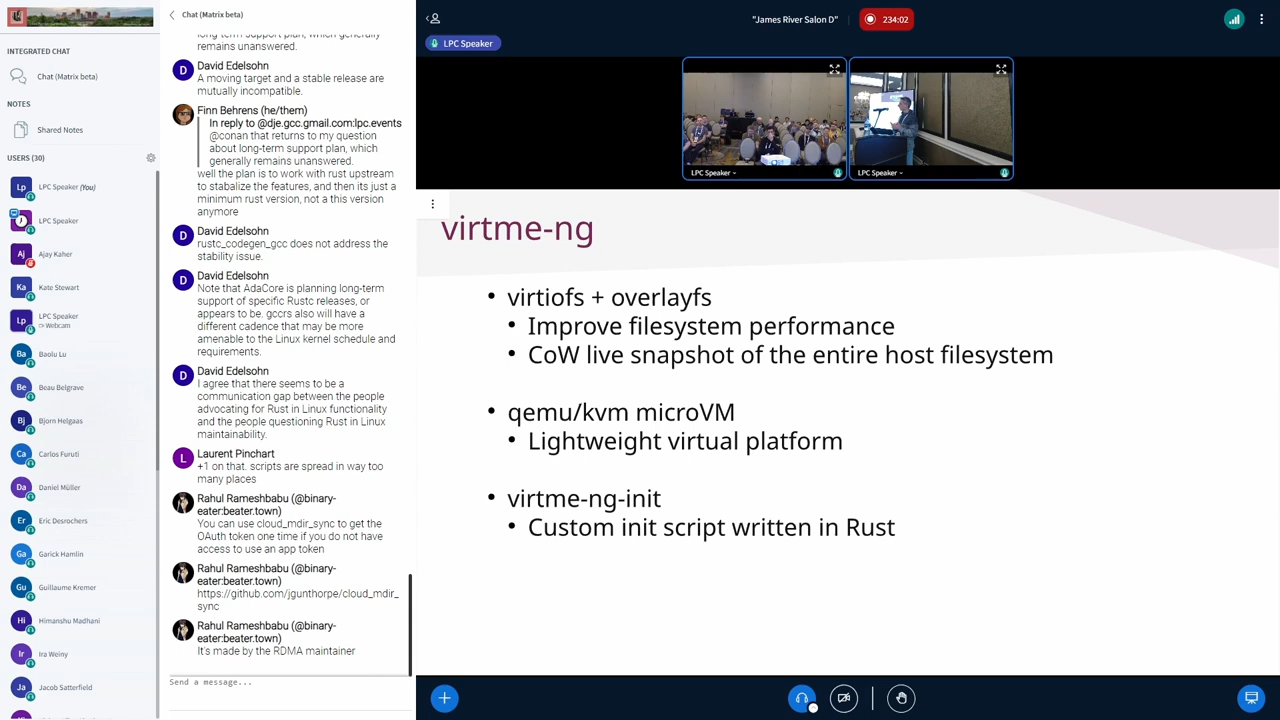 INTEGRATED CHAT
Chat (Matrix beta)
NOTES
Shared Notes
USERS (30)
Lp LPC Speaker (You)
LPC Speaker
Aj Ajay Kaher
Ka Kate Stewart
Lp LPC Speaker
Webcam
Ba Baolu Lu
Be Beau Belgrave
Bj Bjorn Helgaas
Ca Carlos Furuti
Da Daniel Müller
Er Eric Desrochers
Ga Garick Hamlin
Gu Guillaume Kremer
Hi Himanshu Madhani
Ir Ira Weiny
Ja Jacob Satterfield
Chat (Matrix beta)
long term support plan, which generally
remains unanswered.
D David Edelsohn
A moving target and a stable release are
mutually incompatible.
Finn Behrens (he/them)
In reply to @dje.gcc.gmail.com:lpc.events
@conan that returns to my question
about long-term support plan, which
generally remains unanswered.
well the plan is to work with rust upstream
to stabalize the features, and then its just a
minimum rust version, not a this version
anymore
D David Edelsohn
rustc_codegen_gcc does not address the
stability issue.
D David Edelsohn
Note that AdaCore is planning long-term
support of specific Rustc releases, or
appears to be. gccrs also will have a
different cadence that may be more
amenable to the Linux kernel schedule and
requirements.
D David Edelsohn
I agree that there seems to be a
communication gap between the people
advocating for Rust in Linux functionality
and the people questioning Rust in Linux
maintainability.
L Laurent Pinchart
+1 on that. scripts are spread in way too
many places
Rahul Rameshbabu (@binary-
eater:beater.town)
You can use cloud_mdir_sync to get the
OAuth token one time if you do not have
access to use an app token
Rahul Rameshbabu (@binary-
eater:beater.town)
https://github.com/jgunthorpe/cloud_mdir_
sync
Rahul Rameshbabu (@binary-
eater:beater.town)
It's made by the RDMA maintainer
Send a message...
"James River Salon D"
234:02
LPC Speaker
LPC Speaker
LPC Speaker
virtme-ng
• virtiofs + overlayfs
• Improve filesystem performance
• CoW live snapshot of the entire host filesystem
• qemu/kvm microVM
• Lightweight virtual platform
• virtme-ng-init
• Custom init script written in Rust